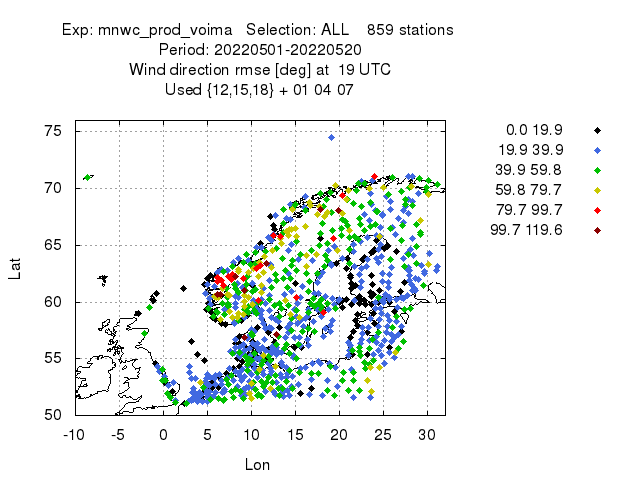 Exp: mnwc_prod_voima Selection: ALL 859 stations
Period: 20220501-20220520
Wind direction rmse [deg] at 19 UTC
Used {12,15,18} + 01 04 07
75
70
65
60
55
50
-10 -5 0 5 10 15 20 25 30
Lat
Lon
0.0 19.9
19.9 39.9
39.9 59.8
59.8 79.7
79.7 99.7
99.7 119.6